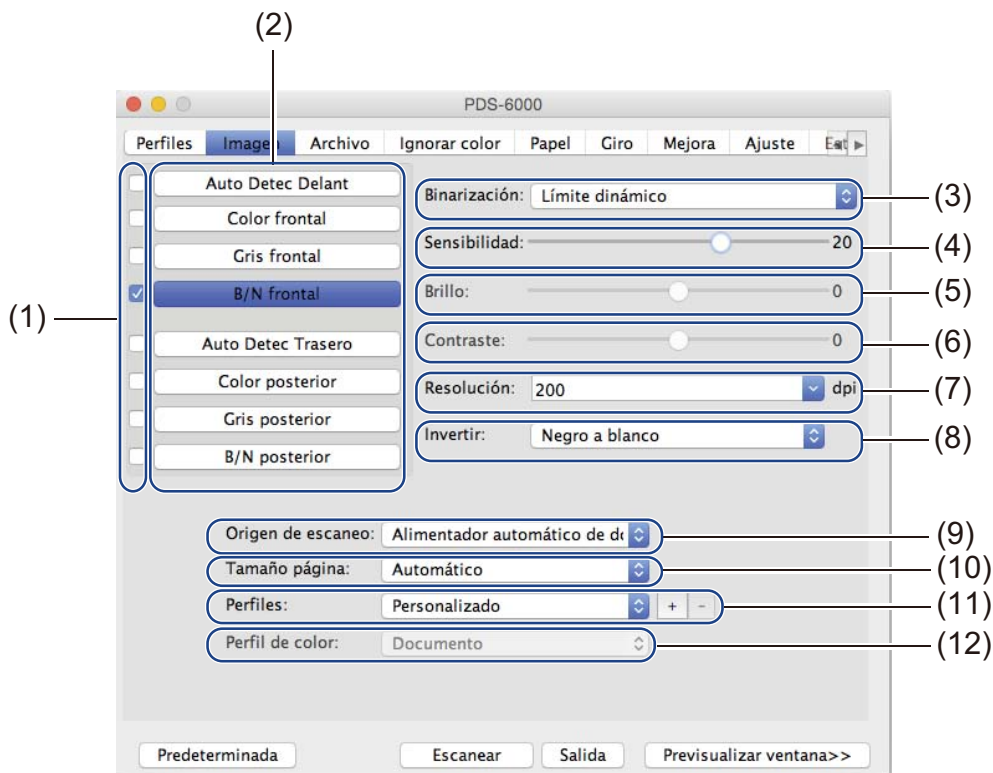 (2)
PDS-6000
Perfiles Imagen Archivo Ignorar color Papel Giro Mejora Ajuste
(1)
Auto Detec Delant
Color frontal
Gris frontal
B/N frontal
Auto Detec Trasero
Color posterior
Gris posterior
B/N posterior
Binarización: Límite dinámico (3)
Sensibilidad: 20 (4)
Brillo: 0 (5)
Contraste: 0 (6)
Resolución: 200 dpi (7)
Invertir: Negro a blanco (8)
Origen de escaneo: Alimentador automático de (9)
Tamaño página: Automático (10)
Perfiles: Personalizado + - (11)
Perfil de color: Documento (12)
Predeterminada Escanear Salida Previsualizar ventana>>